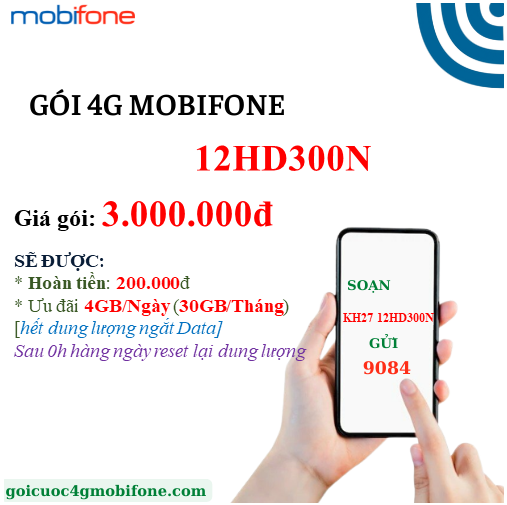 mobifone
GÓI 4G MOBIFONE
12HD300N
Giá gói: 3.000.000đ
SẼ ĐƯỢC:
* Hoàn tiền: 200.000đ
* Ưu đãi 4GB/Ngày (30GB/Tháng)
[hết dung lượng ngắt Data]
Sau 0h hàng ngày reset lại dung lượng
SOẠN
KH27 12HD300N
GỬI
9084
goicuoc4gmobifone.com